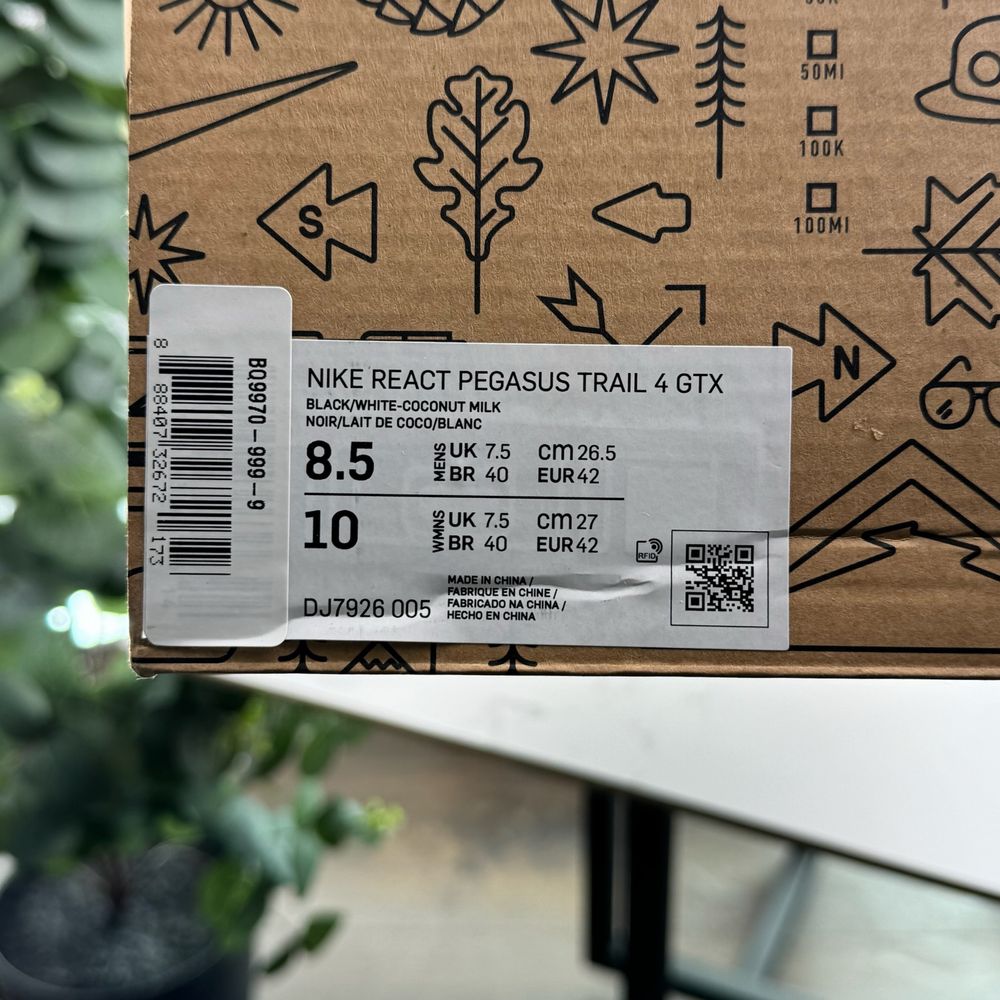 50MI
100K
100MI
S
N
8 88407 32672 173
BQ9970-999-9
NIKE REACT PEGASUS TRAIL 4 GTX
BLACK/WHITE-COCONUT MILK
NOIR/LAIT DE COCO/BLANC
8.5 MENS UK 7.5 cm 26.5
BR 40 EUR 42
10 WMNS UK 7.5 cm 27
BR 40 EUR 42
RFID
DJ7926 005
MADE IN CHINA /
FABRIQUE EN CHINE /
FABRICADO NA CHINA /
HECHO EN CHINA